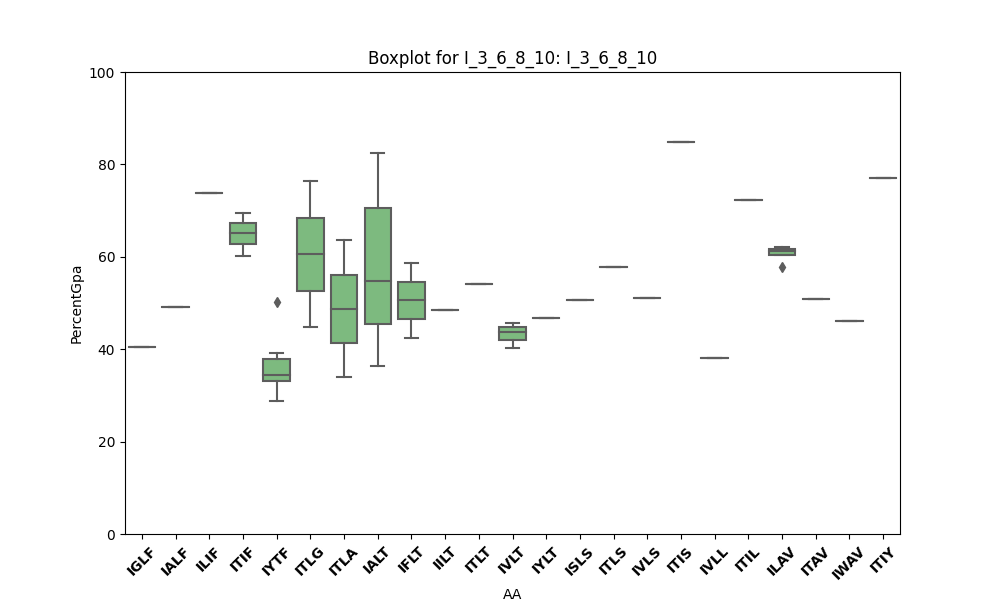 Boxplot for I_3_6_8_10: I_3_6_8_10
100
80
60
40
20
0
PercentGpa
IGLF IALF ILIF ITIF IYTF ITLG ITLA IALT IFLT IILT ITLT IVLT IYLT ISLS ITLS IVLS ITIS IVLL ITIL ILAV ITAV IWAV ITIY
AA